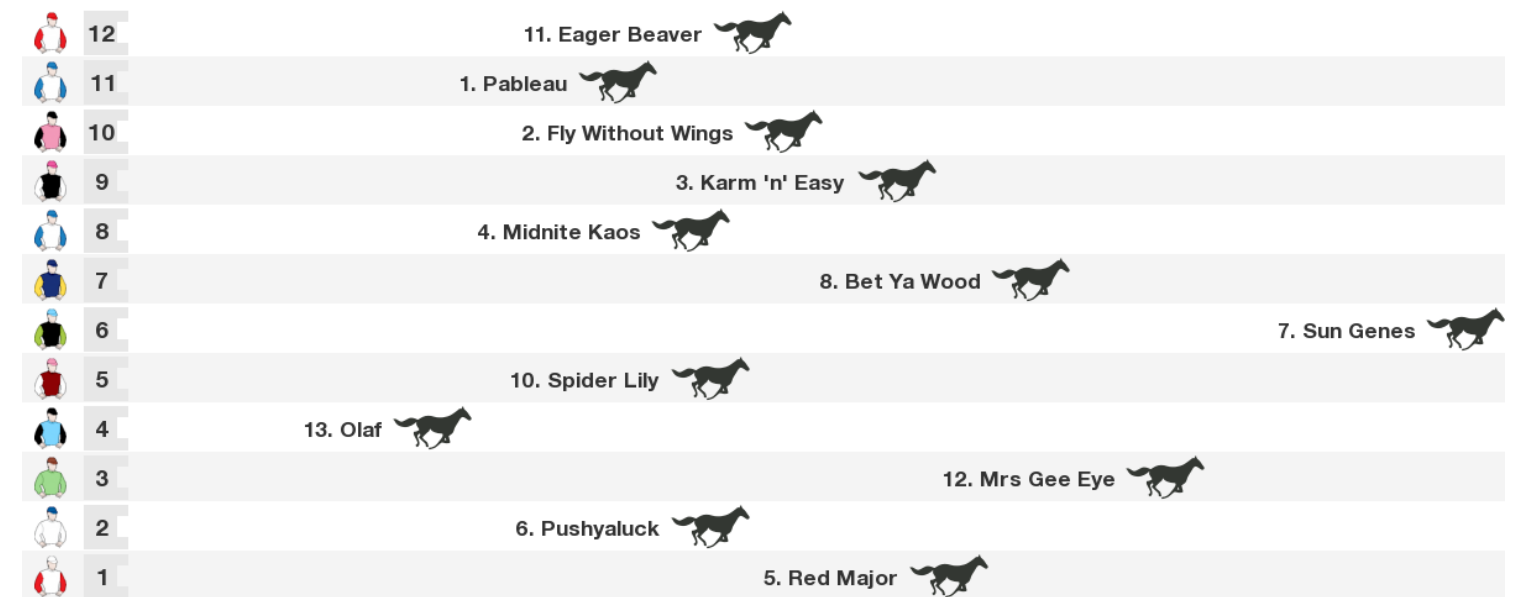 12 11. Eager Beaver
11 1. Pableau
10 2. Fly Without Wings
9 3. Karm 'n' Easy
8 4. Midnite Kaos
7 8. Bet Ya Wood
6 7. Sun Genes
5 10. Spider Lily
4 13. Olaf
3 12. Mrs Gee Eye
2 6. Pushyaluck
1 5. Red Major